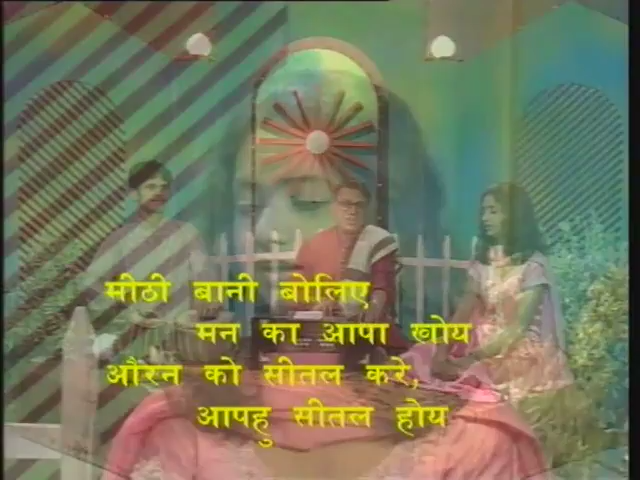 मीठी बानी बोलिए
मन का आपा खोय
औरन को सीतल करे,
आपहु सीतल होय